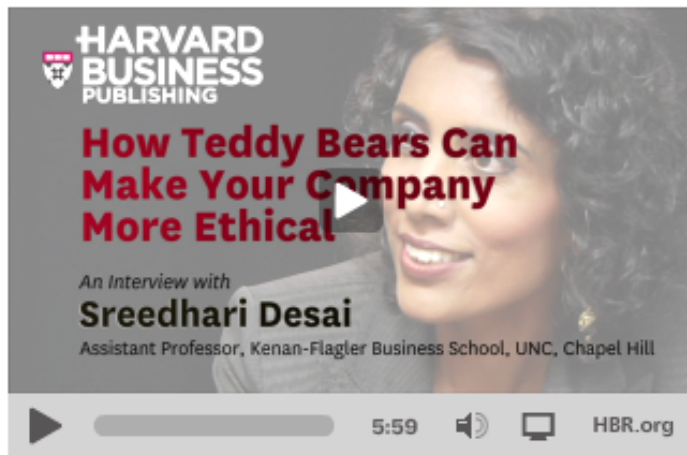 HARVARD
BUSINESS
PUBLISHING
How Teddy Bears Can
Make Your Company
More Ethical
An Interview with
Sreedhari Desai
Assistant Professor, Kenan-Flagler Business School, UNC, Chapel Hill
5:59 HBR.org